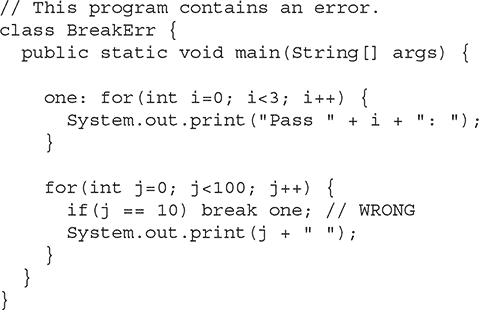 // This program contains an error.
class BreakErr {
  public static void main(String[] args) {

    one: for(int i=0; i<3; i++) {
      System.out.print("Pass " + i + ": ");
    }

    for(int j=0; j<100; j++) {
      if(j == 10) break one; // WRONG
      System.out.print(j + " ");
    }
  }
}